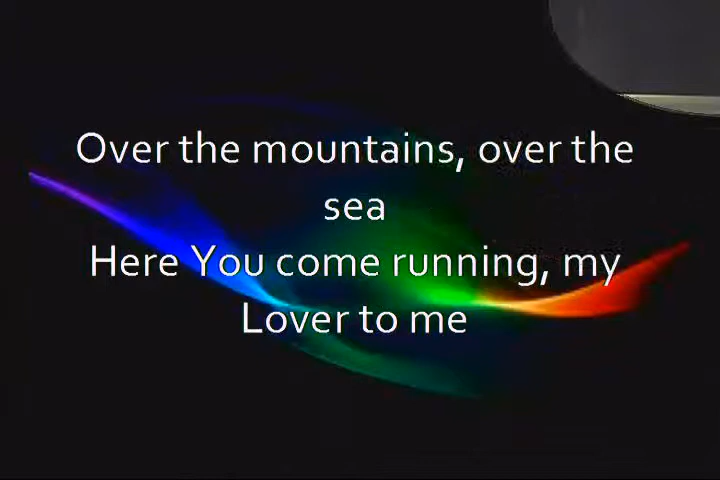 Over the mountains, over the
sea
Here You come running, my
Lover to me